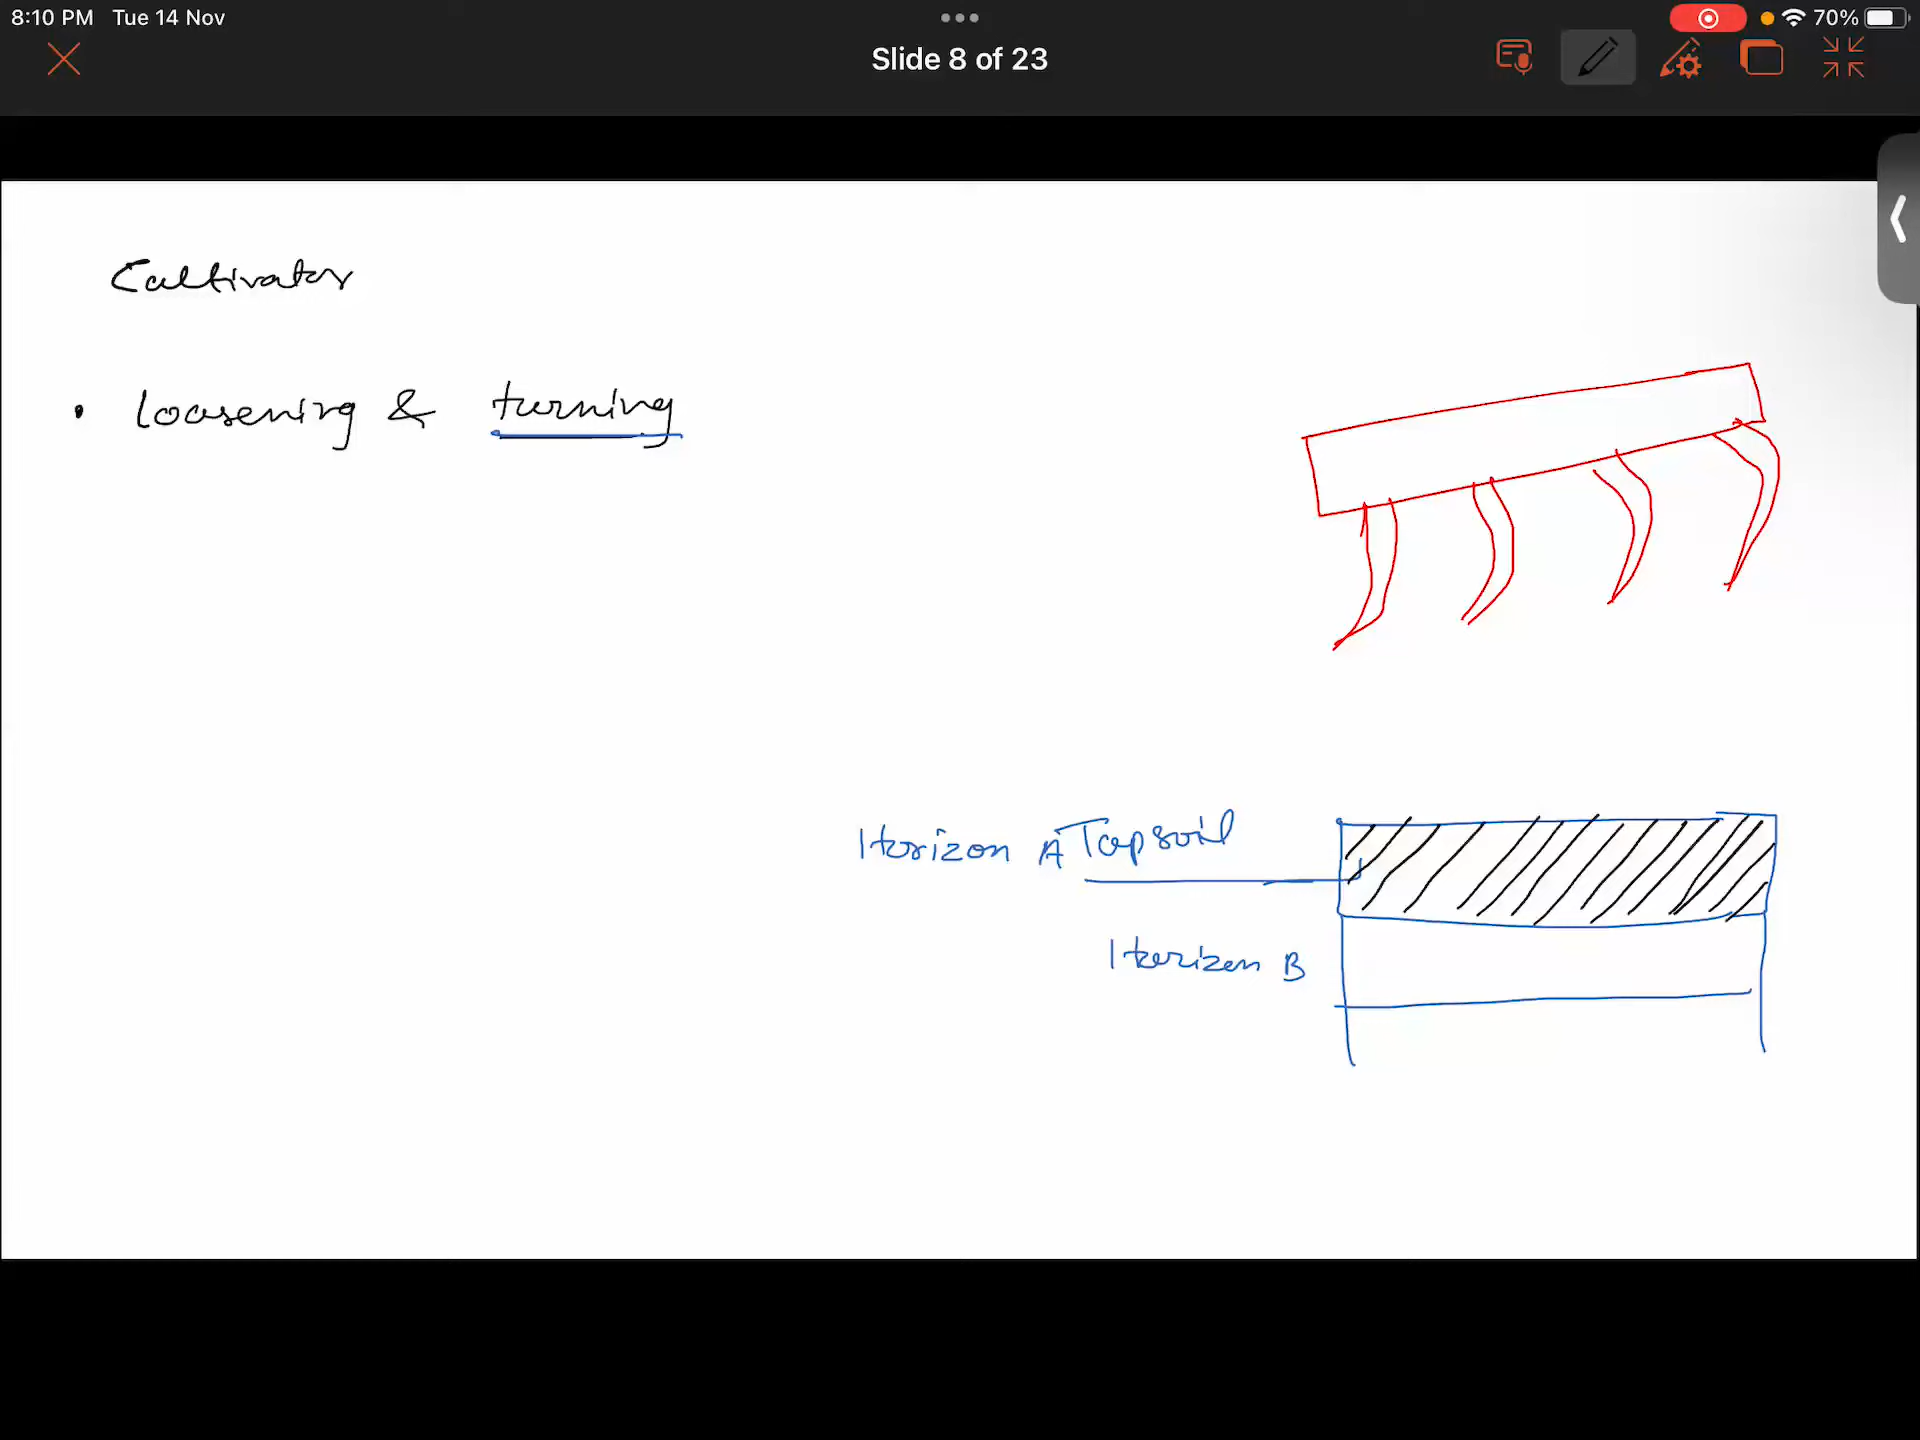 8:10 PM Tue 14 Nov
70%
Slide 8 of 23
Cultivator
• loosening & turning
Horizon A Topsoil
Horizon B